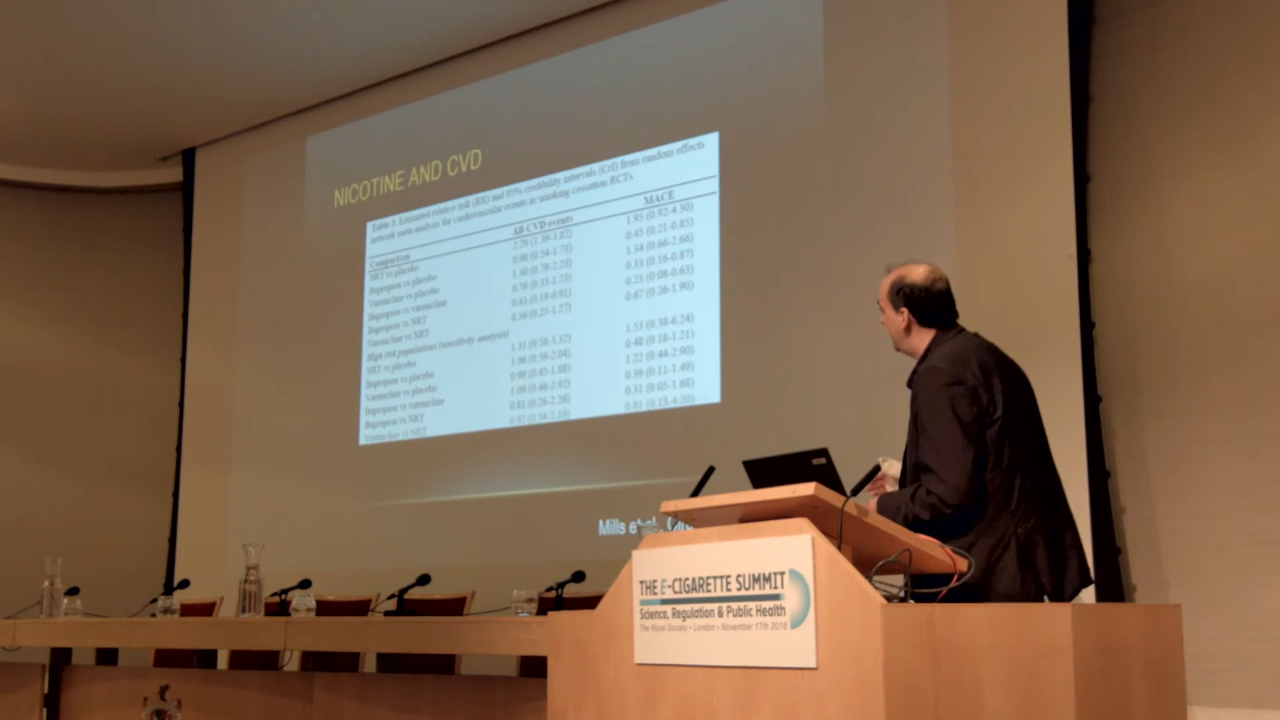 NICOTINE AND CVD
Table 3. Estimated relative risk (RR) and 95% credibility intervals (CrI) from random effects
network meta-analysis for cardiovascular events in smoking cessation RCTs
Comparison All CVD events MACE
NRT vs placebo 2.29 (1.39-3.82) 1.95 (0.92-4.30)
Bupropion vs placebo 0.98 (0.54-1.73) 0.45 (0.21-0.85)
Varenicline vs placebo 1.30 (0.79-2.23) 1.34 (0.66-2.66)
Bupropion vs varenicline 0.76 (0.33-1.73) 0.33 (0.16-0.87)
Bupropion vs NRT 0.43 (0.19-0.91) 0.23 (0.08-0.63)
Varenicline vs NRT 0.56 (0.25-1.27) 0.67 (0.26-1.90)
High risk populations (sensitivity analysis)
NRT vs placebo 1.31 (0.58-3.32) 1.53 (0.38-6.24)
Bupropion vs placebo 1.06 (0.59-2.04) 0.48 (0.18-1.21)
Varenicline vs placebo 0.99 (0.45-1.88) 1.22 (0.44-2.90)
Bupropion vs varenicline 1.09 (0.46-2.92) 0.39 (0.11-1.49)
Bupropion vs NRT 0.81 (0.26-2.26) 0.31 (0.05-1.68)
Varenicline vs NRT
Mills et al.,
THE E-CIGARETTE SUMMIT
Science, Regulation & Public Health
The Royal Society • London • November 17th 2016